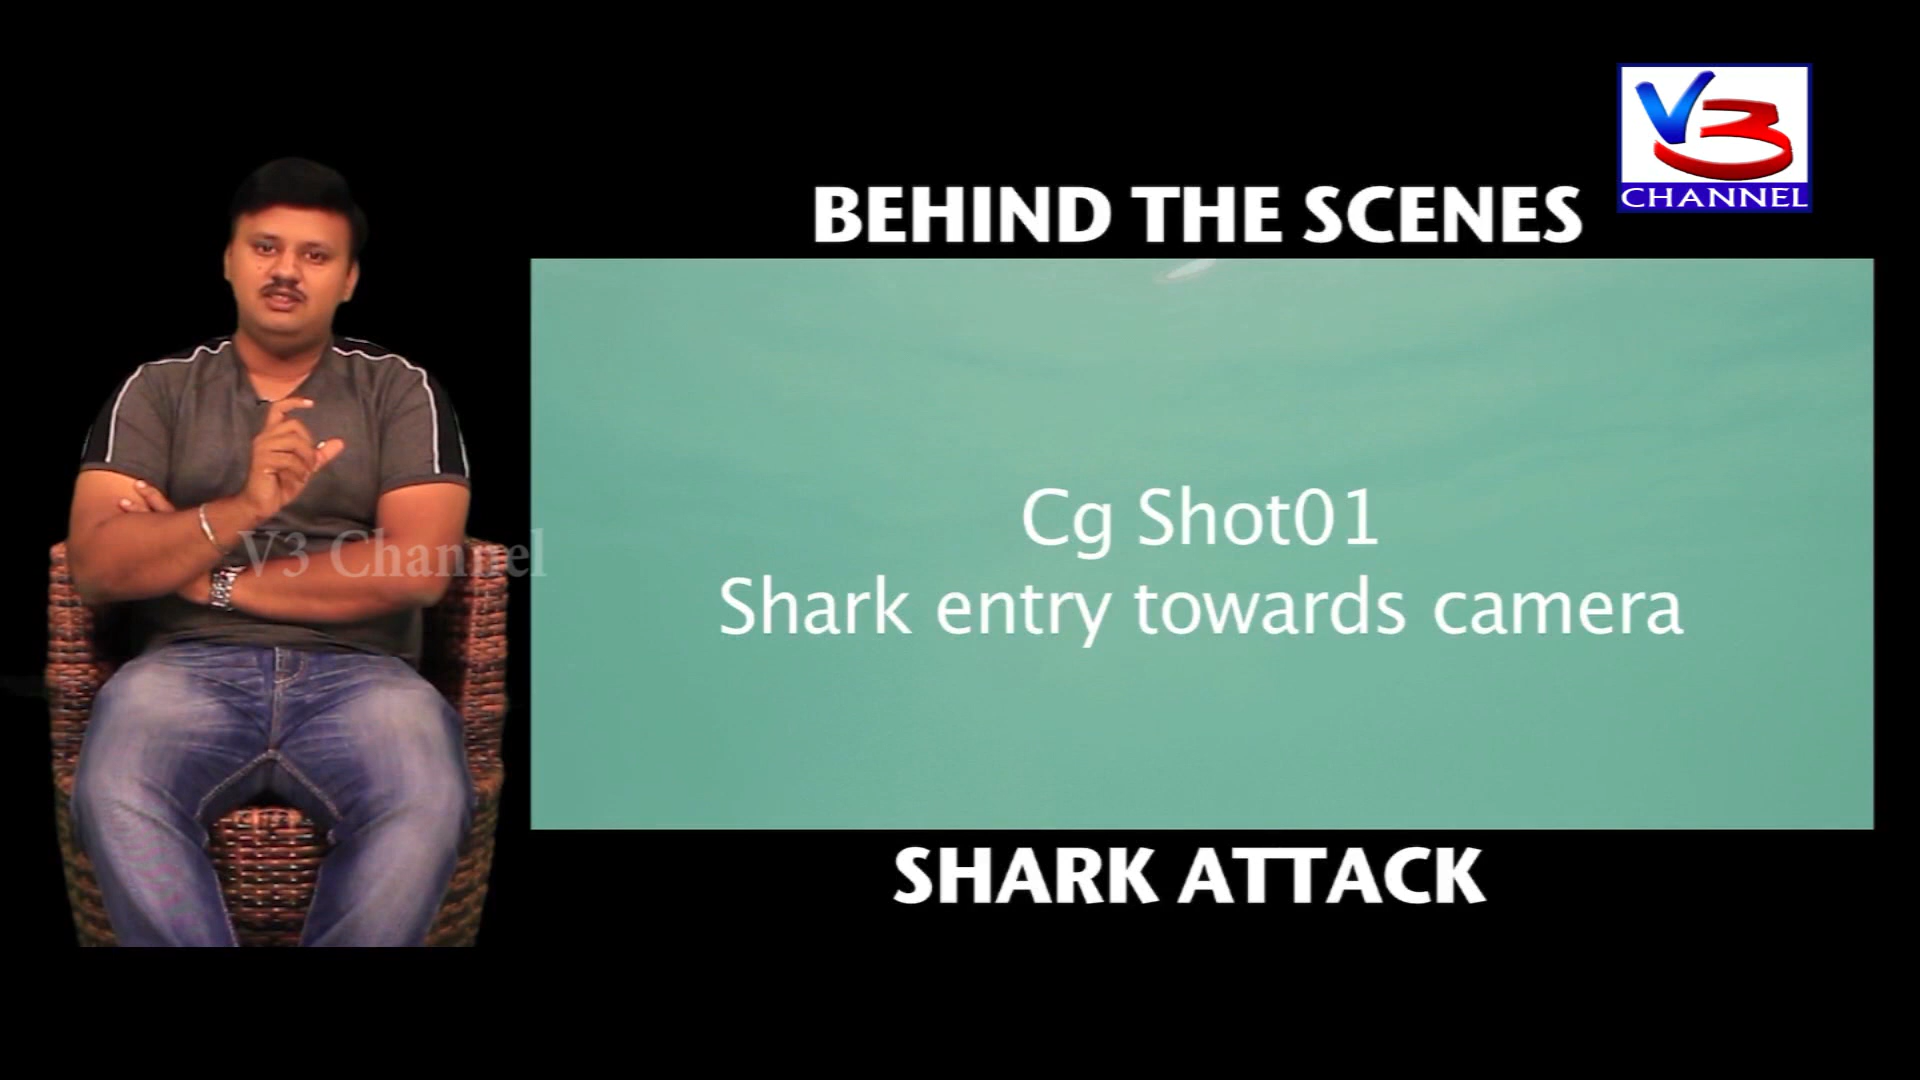 V3
CHANNEL
BEHIND THE SCENES
Cg Shot01
Shark entry towards camera
V3 Channel
SHARK ATTACK